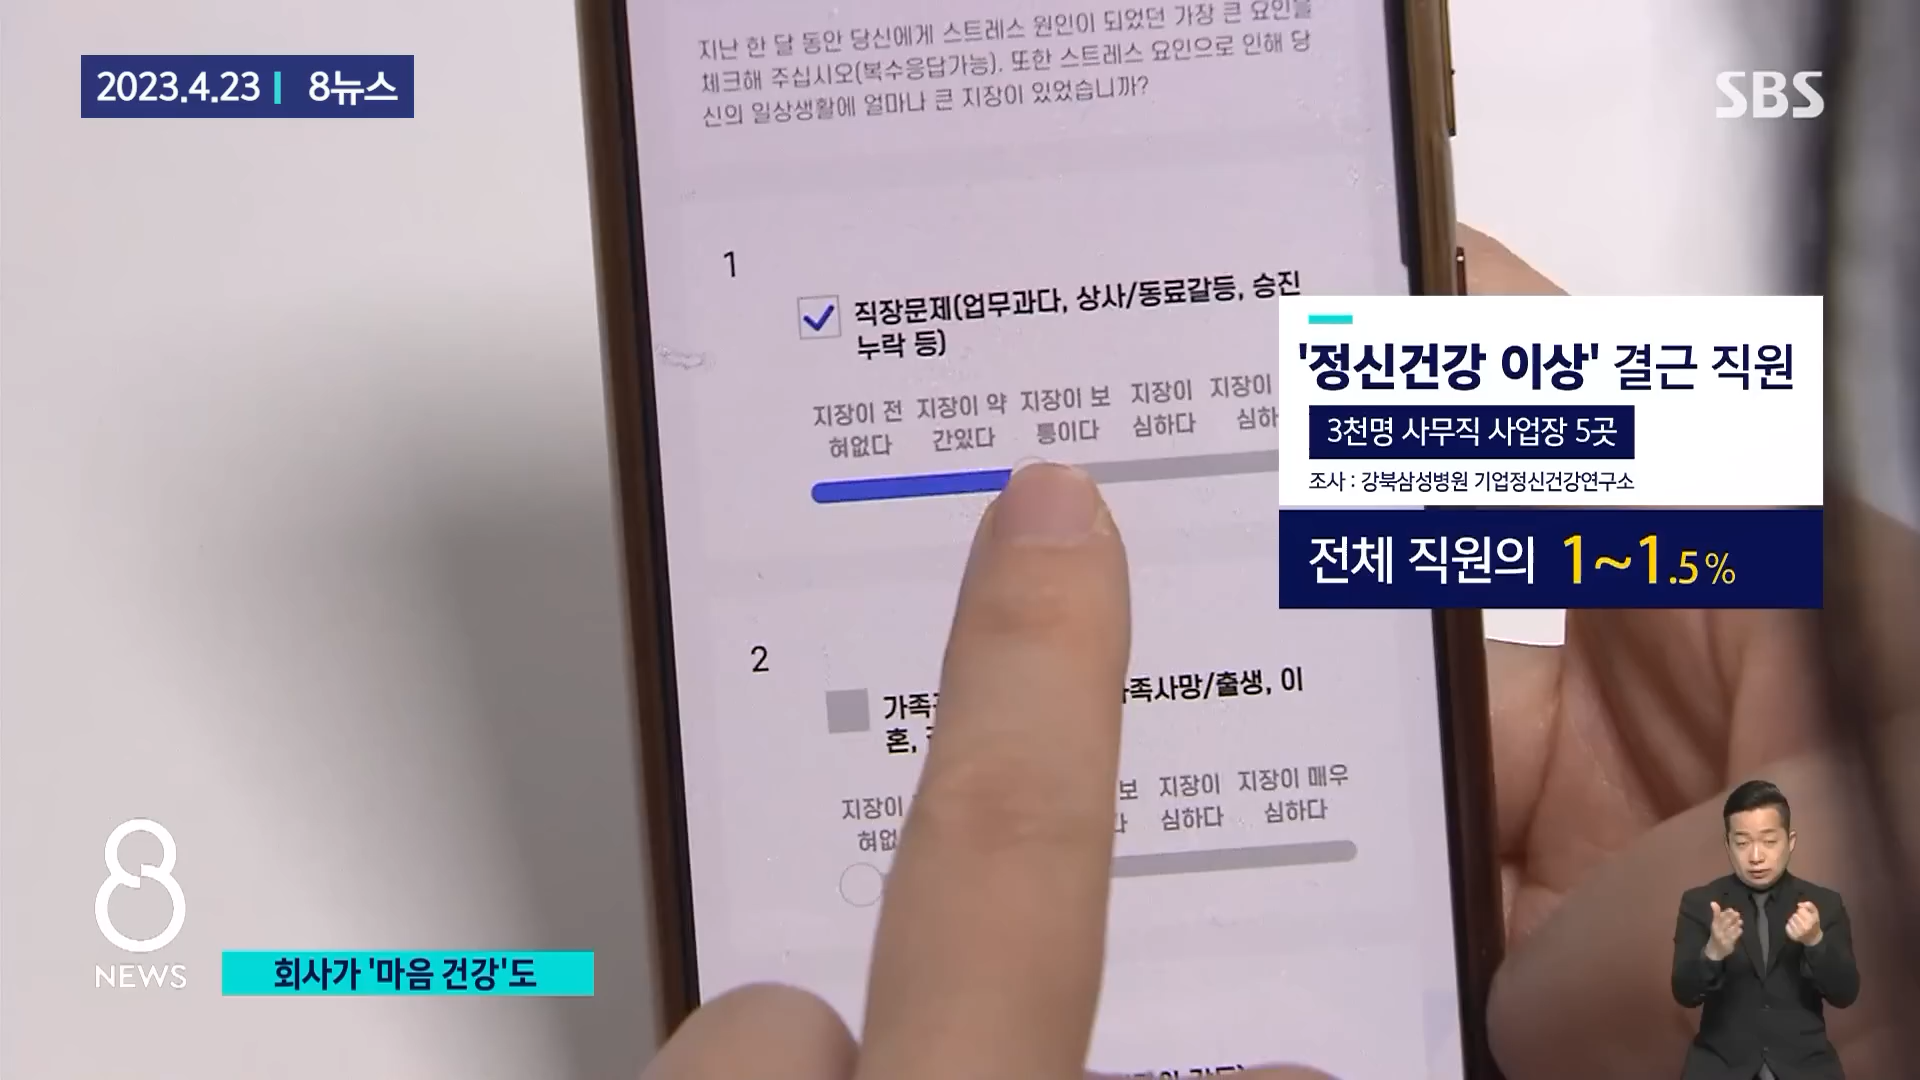 2023.4.23 8뉴스
SBS
지난 한 달 동안 당신에게 스트레스 원인이 되었던 가장 큰 요인을
체크해 주십시오(복수응답가능). 또한 스트레스 요인으로 인해 당
신의 일상생활에 얼마나 큰 지장이 있었습니까?
1
직장문제(업무과다, 상사/동료갈등, 승진
누락 등)
지장이 전 지장이 약 지장이 보 지장이 지장이
혀없다 간있다 통이다 심하다 심하
'정신건강 이상' 결근 직원
3천명 사무직 사업장 5곳
조사 : 강북삼성병원 기업정신건강연구소
전체 직원의 1~1.5%
2
가족 족사망/출생, 이
혼,
지장이 보 지장이 지장이 매우
혀없 다 심하다 심하다
8
NEWS
회사가 '마음 건강'도